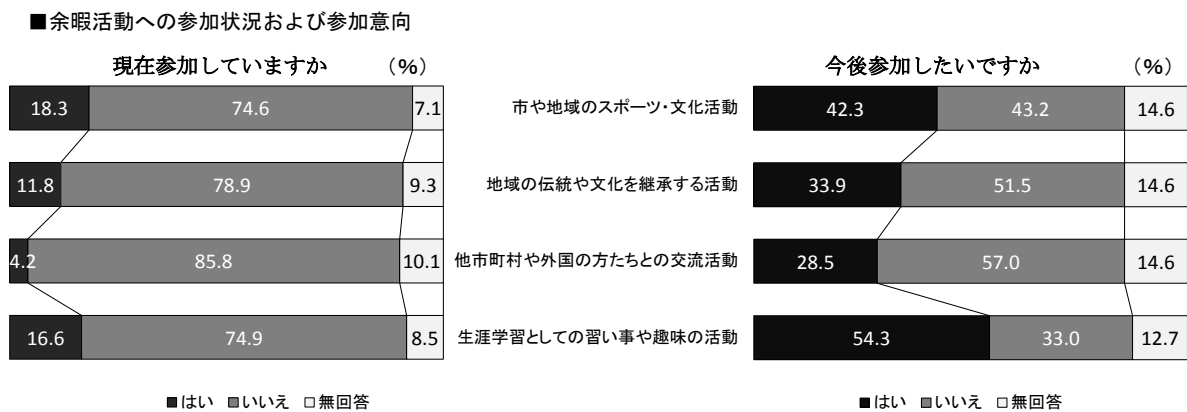 ■余暇活動への参加状況および参加意向
現在参加していますか （%） 今後参加したいですか （%）
18.3 74.6 7.1 市や地域のスポーツ・文化活動 42.3 43.2 14.6
11.8 78.9 9.3 地域の伝統や文化を継承する活動 33.9 51.5 14.6
4.2 85.8 10.1 他市町村や外国の方たちとの交流活動 28.5 57.0 14.6
16.6 74.9 8.5 生涯学習としての習い事や趣味の活動 54.3 33.0 12.7
■はい ■いいえ □無回答 ■はい ■いいえ □無回答